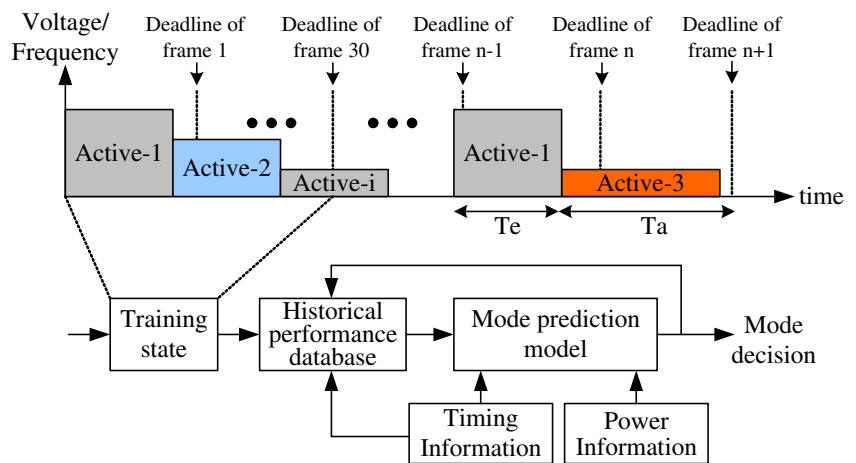 Voltage/
Frequency
Deadline of
frame 1
Deadline of
frame 30
Deadline of
frame n-1
Deadline of
frame n
Deadline of
frame n+1
Active-1
Active-2
Active-i
Active-1
Active-3
time
Te
Ta
Training
state
Historical
performance
database
Mode prediction
model
Mode
decision
Timing
Information
Power
Information